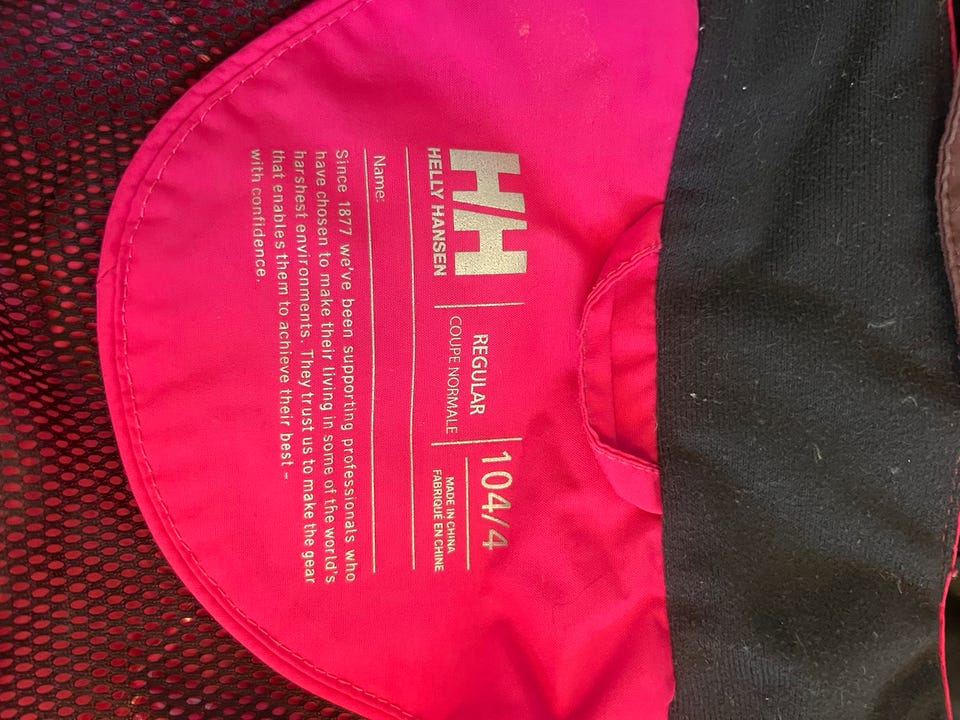 HH
HELLY HANSEN
REGULAR
COUPE NORMALE
104/4
MADE IN CHINA
FABRIQUÉ EN CHINE
Name:
Since 1877 we've been supporting professionals who
have chosen to make their living in some of the world's
harshest environments. They trust us to make the gear
that enables them to achieve their best –
with confidence.